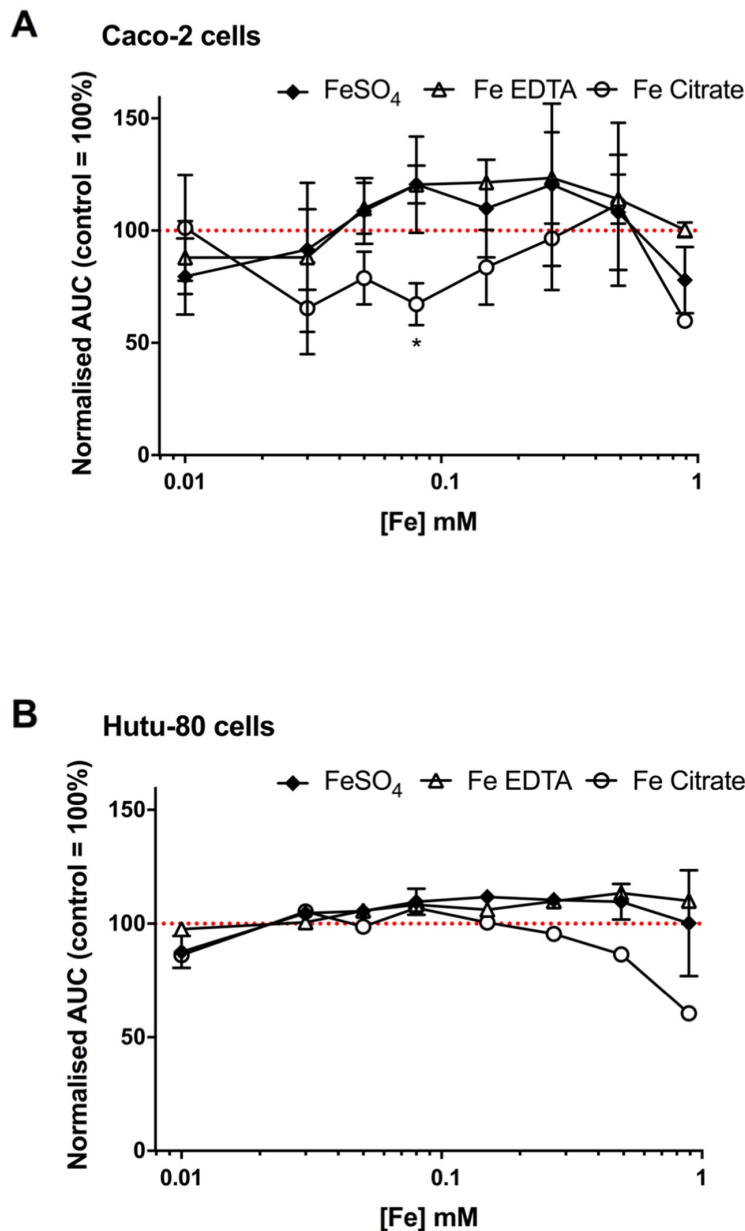 A
Caco-2 cells
FeSO₄ Fe EDTA Fe Citrate
Normalised AUC (control = 100%)
150
100
50
0
*
0.01 0.1 1
[Fe] mM
B
Hutu-80 cells
FeSO₄ Fe EDTA Fe Citrate
Normalised AUC (control = 100%)
150
100
50
0
0.01 0.1 1
[Fe] mM